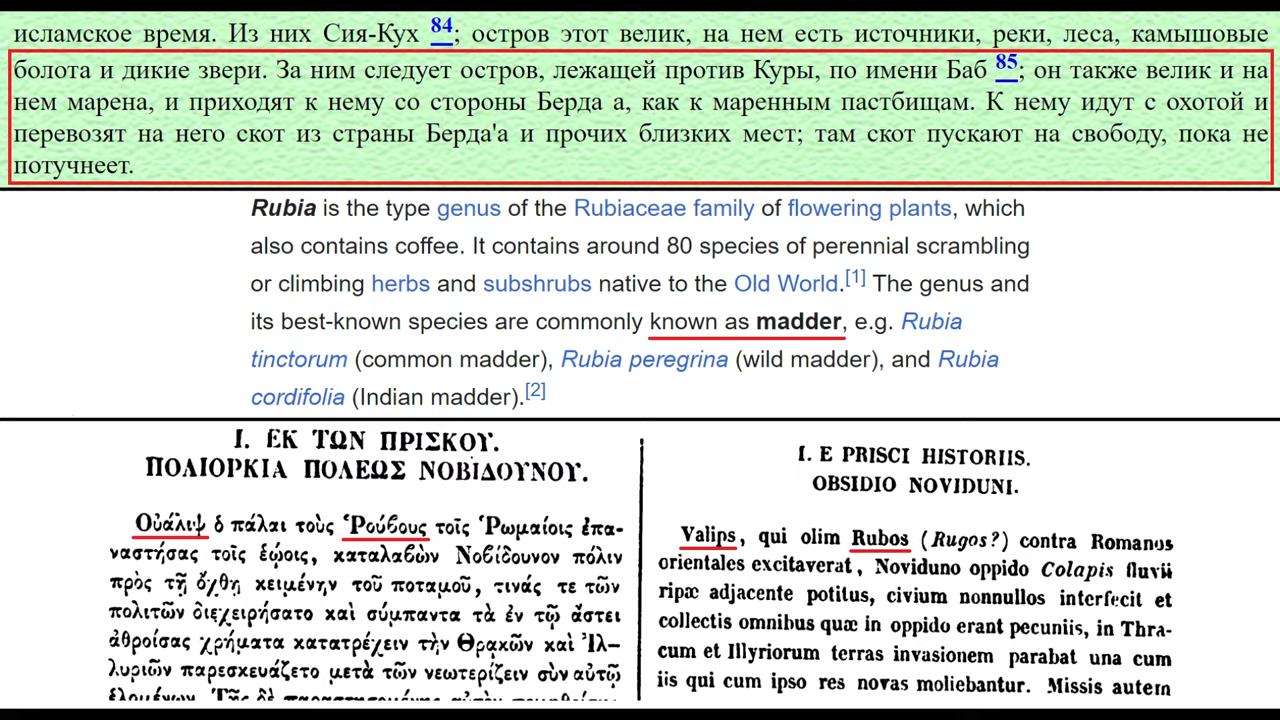 исламское время. Из них Сия-Кух 84; остров этот велик, на нем есть источники, реки, леса, камышовые
болота и дикие звери. За ним следует остров, лежащей против Куры, по имени Баб 85; он также велик и на
нем марена, и приходят к нему со стороны Берда а, как к маренным пастбищам. К нему идут с охотой и
перевозят на него скот из страны Берда'а и прочих близких мест; там скот пускают на свободу, пока не
потучнеет.
Rubia is the type genus of the Rubiaceae family of flowering plants, which
also contains coffee. It contains around 80 species of perennial scrambling
or climbing herbs and subshrubs native to the Old World.[1] The genus and
its best-known species are commonly known as madder, e.g. Rubia
tinctorum (common madder), Rubia peregrina (wild madder), and Rubia
cordifolia (Indian madder).[2]
I. ΕΚ ΤΩΝ ΠΡΙΣΚΟΥ.
ΠΟΛΙΟΡΚΙΑ ΠΟΛΕΩΣ ΝΟΒΙΔΟΥΝΟΥ.
Οὐάλιψ ὁ πάλαι τοὺς Ῥούβους τοῖς Ῥωμαίοις ἐπα-
ναστήσας τοῖς ἑῴοις, καταλαβὼν Νοβίδουνον πόλιν
πρὸς τῇ ὄχθῃ κειμένην τοῦ ποταμοῦ, τινάς τε τῶν
πολιτῶν διεχειρήσατο καὶ σύμπαντα τὰ ἐν τῷ ἄστει
ἀθροίσας χρήματα κατατρέχειν τὴν Θρᾳκῶν καὶ Ἰλ-
λυριῶν παρεσκευάζετο μετὰ τῶν νεωτερίζειν σὺν αὐτῷ
ἑλομένων. Τῆς δὲ
I. E PRISCI HISTORIIS.
OBSIDIO NOVIDUNI.
Valips, qui olim Rubos (Rugos?) contra Romanos
orientales excitaverat, Noviduno oppido Colapis fluvii
ripæ adjacente potitus, civium nonnullos interfecit et
collectis omnibus quæ in oppido erant pecuniis, in Thra-
cum et Illyriorum terras invasionem parabat una cum
iis qui cum ipso res novas moliebantur. Missis autem